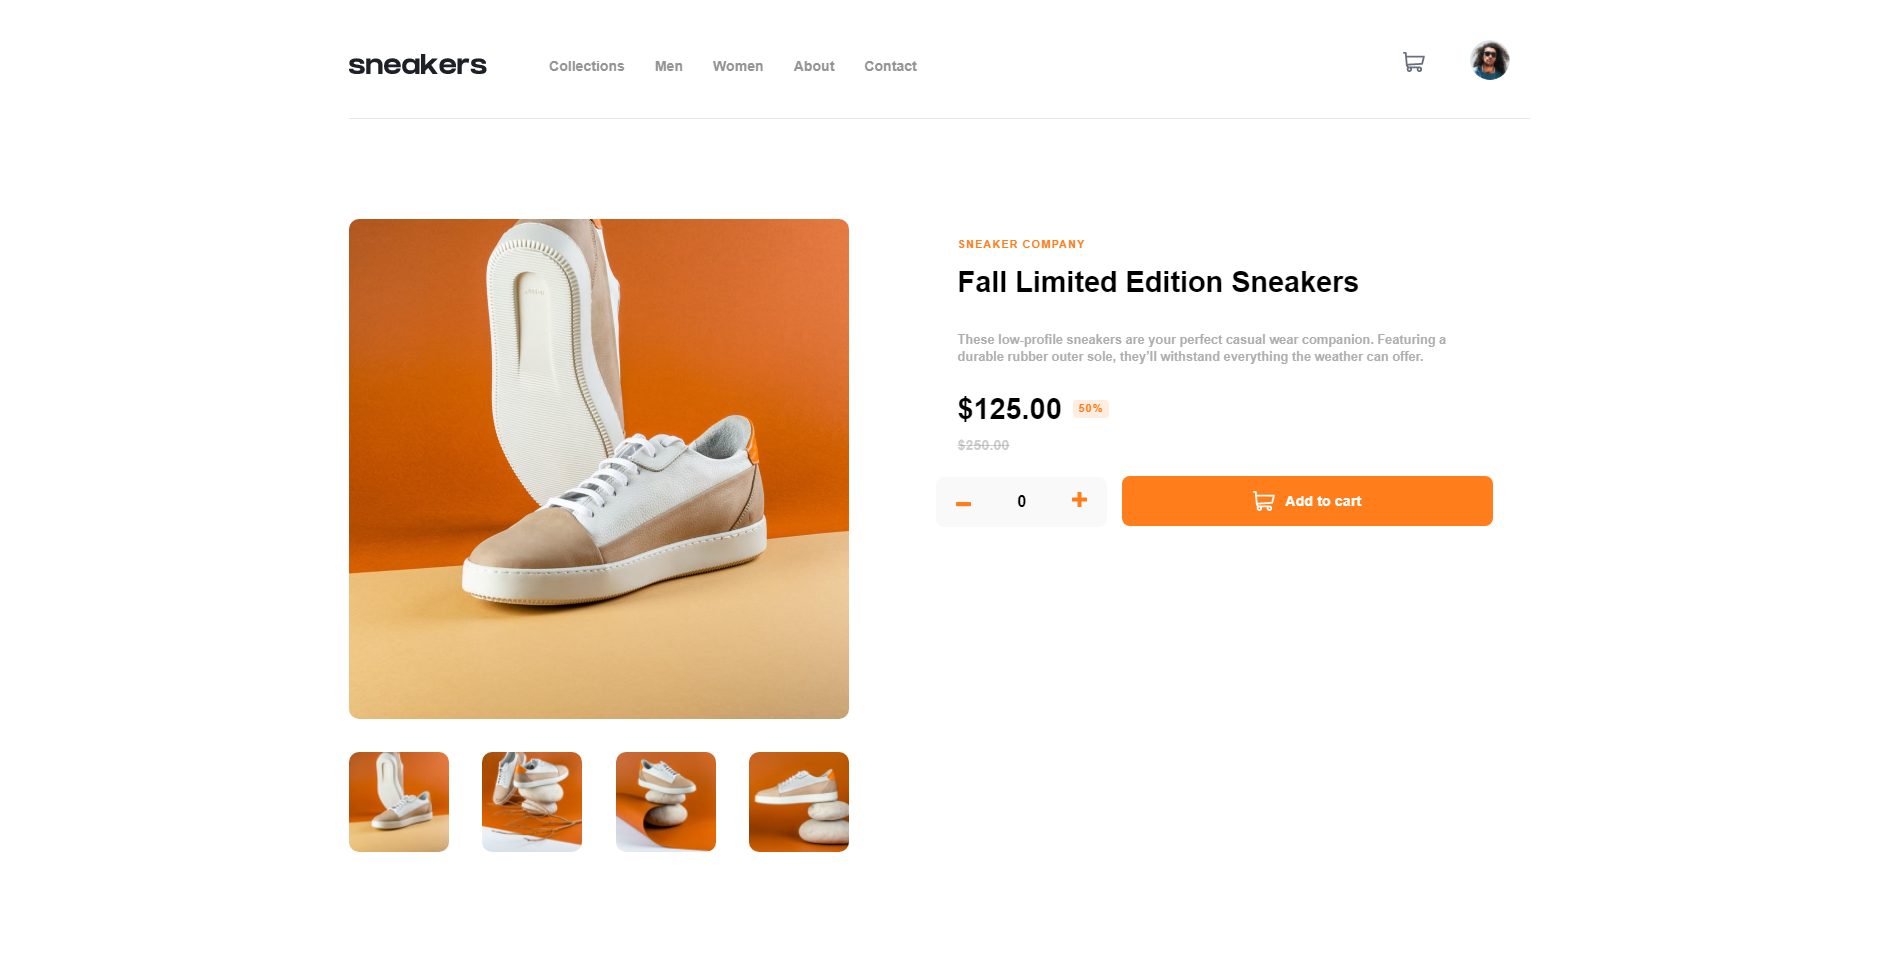 sneakers
Collections Men Women About Contact
SNEAKER COMPANY
Fall Limited Edition Sneakers
These low-profile sneakers are your perfect casual wear companion. Featuring a
durable rubber outer sole, they’ll withstand everything the weather can offer.
$125.00 50%
$250.00
0 Add to cart